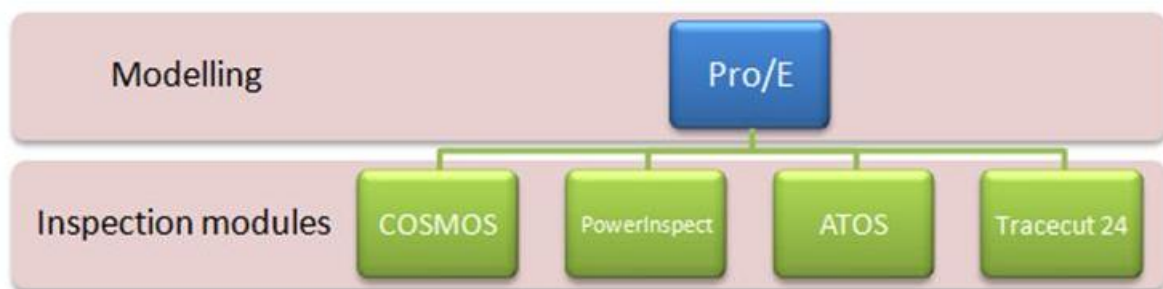 Modelling
Pro/E
Inspection modules
COSMOS
PowerInspect
ATOS
Tracecut 24